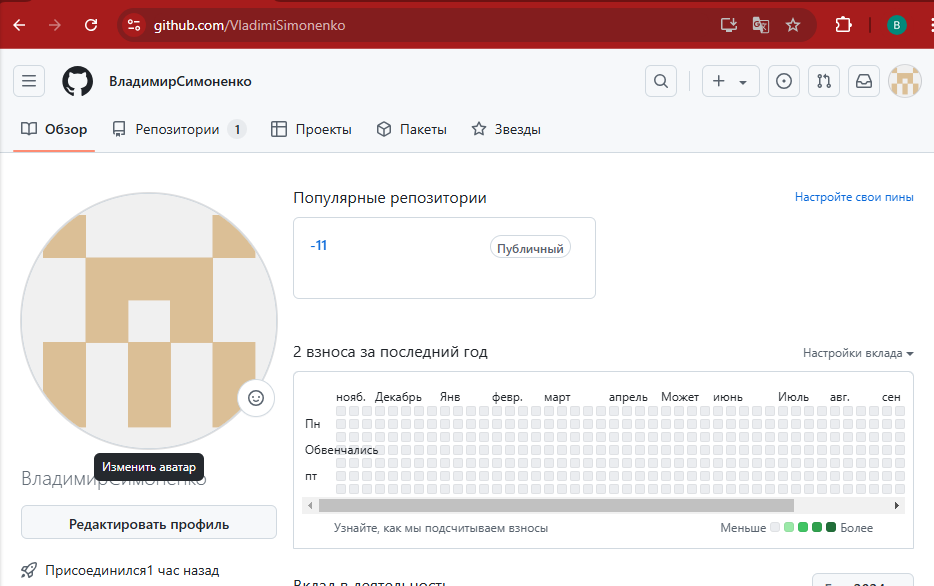 github.com/VladimiSimonenko
В
ВладимирСимоненко
Обзор Репозитории 1 Проекты Пакеты Звезды
Популярные репозитории Настройте свои пины
-11 Публичный
2 взноса за последний год Настройки вклада
нояб. Декабрь Янв февр. март апрель Может июнь Июль авг. сен
Пн
Обвенчались
пт
Узнайте, как мы подсчитываем взносы Меньше Более
Изменить аватар
ВладимирСимоненко
Редактировать профиль
Присоединился1 час назад
Вклад в деятельность